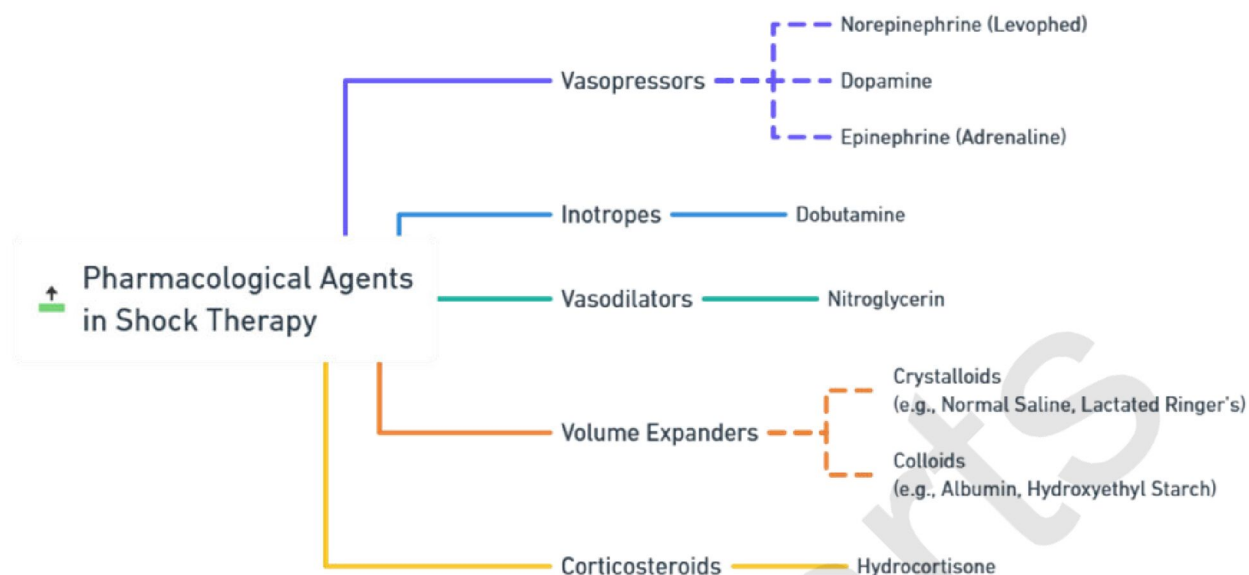 Pharmacological Agents
in Shock Therapy
Vasopressors
Norepinephrine (Levophed)
Dopamine
Epinephrine (Adrenaline)
Inotropes
Dobutamine
Vasodilators
Nitroglycerin
Volume Expanders
Crystalloids
(e.g., Normal Saline, Lactated Ringer's)
Colloids
(e.g., Albumin, Hydroxyethyl Starch)
Corticosteroids
Hydrocortisone